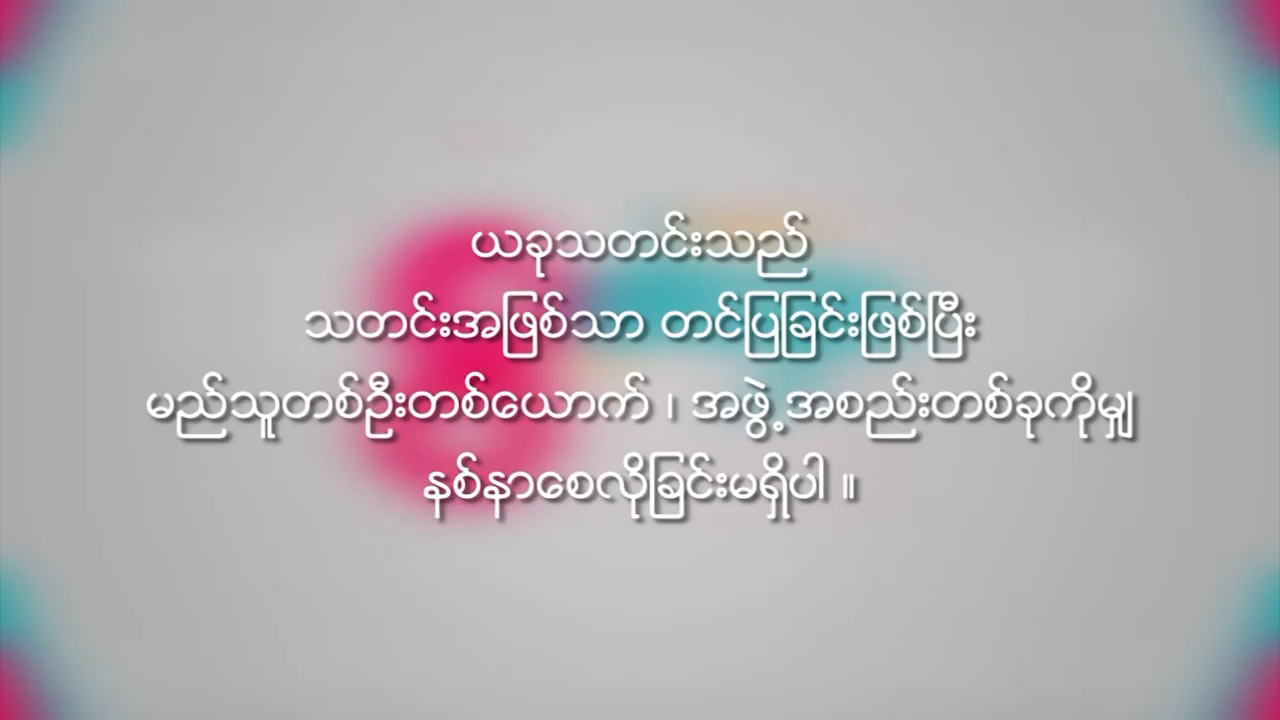 ယခုသတင်းသည်
သတင်းအဖြစ်သာ တင်ပြခြင်းဖြစ်ပြီး
မည်သူတစ်ဦးတစ်ယောက် ၊ အဖွဲ့အစည်းတစ်ခုကိုမျှ
နစ်နာစေလိုခြင်းမရှိပါ ။